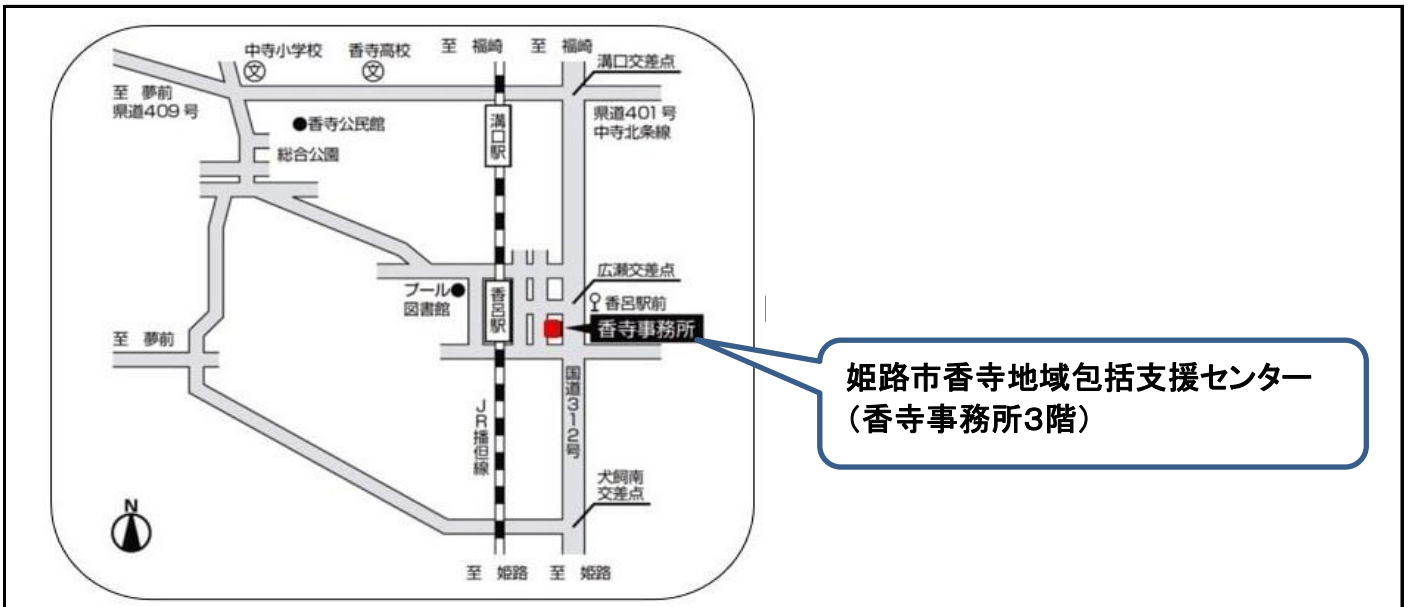 中寺小学校
香寺高校
至 福崎
至 福崎
文
文
溝口交差点
至 夢前
県道409号
●香寺公民館
総合公園
溝口駅
県道401号
中寺北条線
広瀬交差点
プール●
図書館
香呂駅
香呂駅前
香寺事務所
至 夢前
国道312号
JR播但線
犬飼南
交差点
N
至 姫路
至 姫路
姫路市香寺地域包括支援センター
(香寺事務所3階)